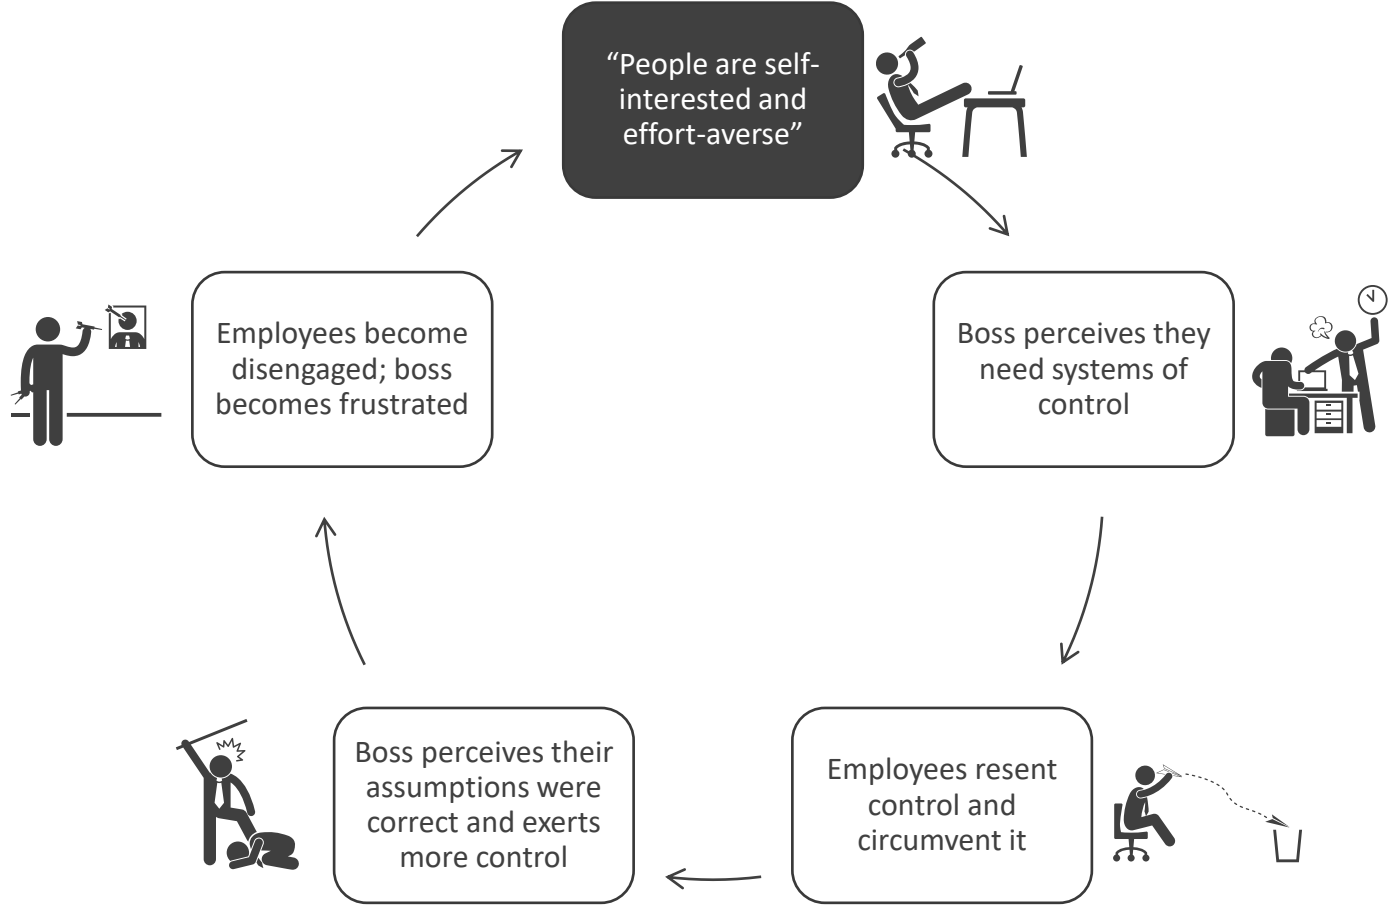 “People are self-
interested and
effort-averse”
Boss perceives they
need systems of
control
Employees resent
control and
circumvent it
Boss perceives their
assumptions were
correct and exerts
more control
Employees become
disengaged; boss
becomes frustrated